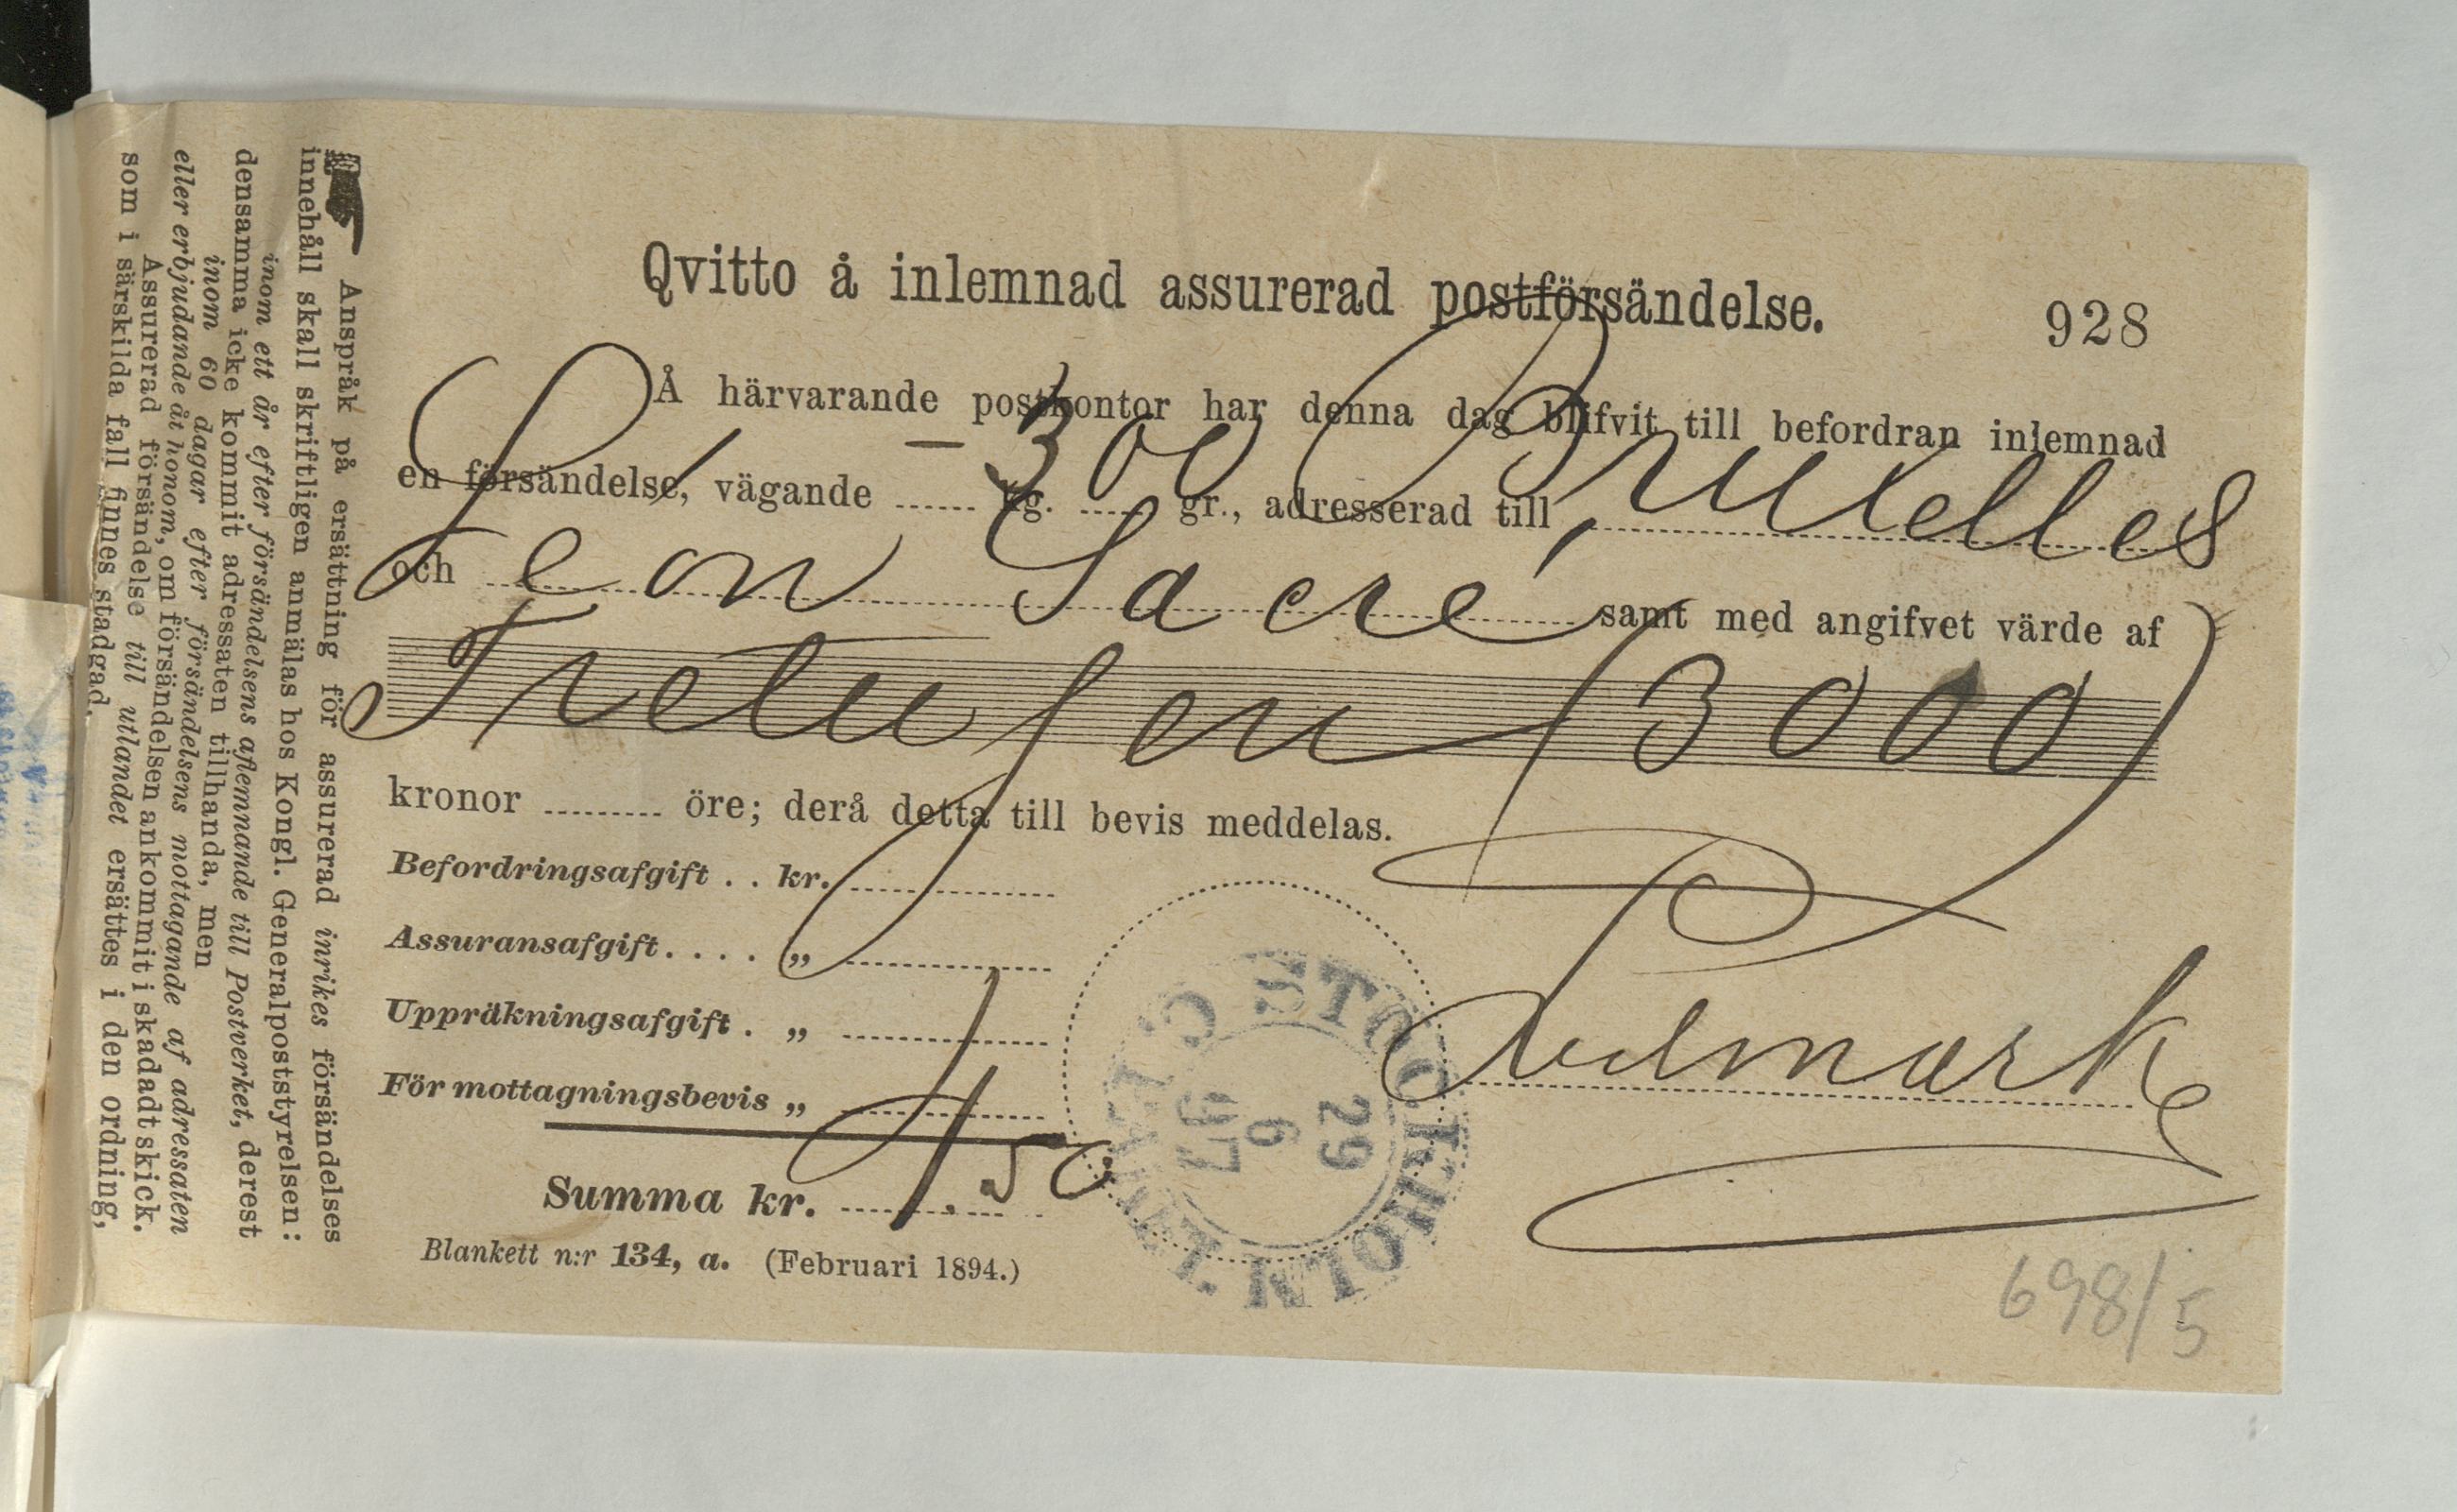 Qvitto å inlemnad assurerad postförsändelse.
928
Å härvarande postkontor har denna dag blifvit till befordran inlemnad
en försändelse, vägande — kg. 300 gr., adresserad till Bruxelles
och Léon Sacré samt med angifvet värde af
Tretusen (3000)
kronor ......... öre; derå detta till bevis meddelas.
Befordringsafgift . . kr.
Assuransafgift . . . . „
Uppräkningsafgift . „
För mottagningsbevis „
Summa kr. 1.50
Blankett n:r 134, a. (Februari 1894.)
STOCKHOLM
29
6
97
698/5
Anspråk på ersättning för assurerad inrikes försändelses
innehåll skall skriftligen anmälas hos Kongl. Generalpoststyrelsen:
inom ett år efter försändelsens aflemnande till Postverket, derest
densamma icke kommit adressaten tillhanda, men
inom 60 dagar efter försändelsens mottagande af adressaten
eller erbjudande åt honom, om försändelsen ankommit i skadadt skick.
Assurerad försändelse till utlandet ersättes i den ordning,
som i särskilda fall finnes stadgad.